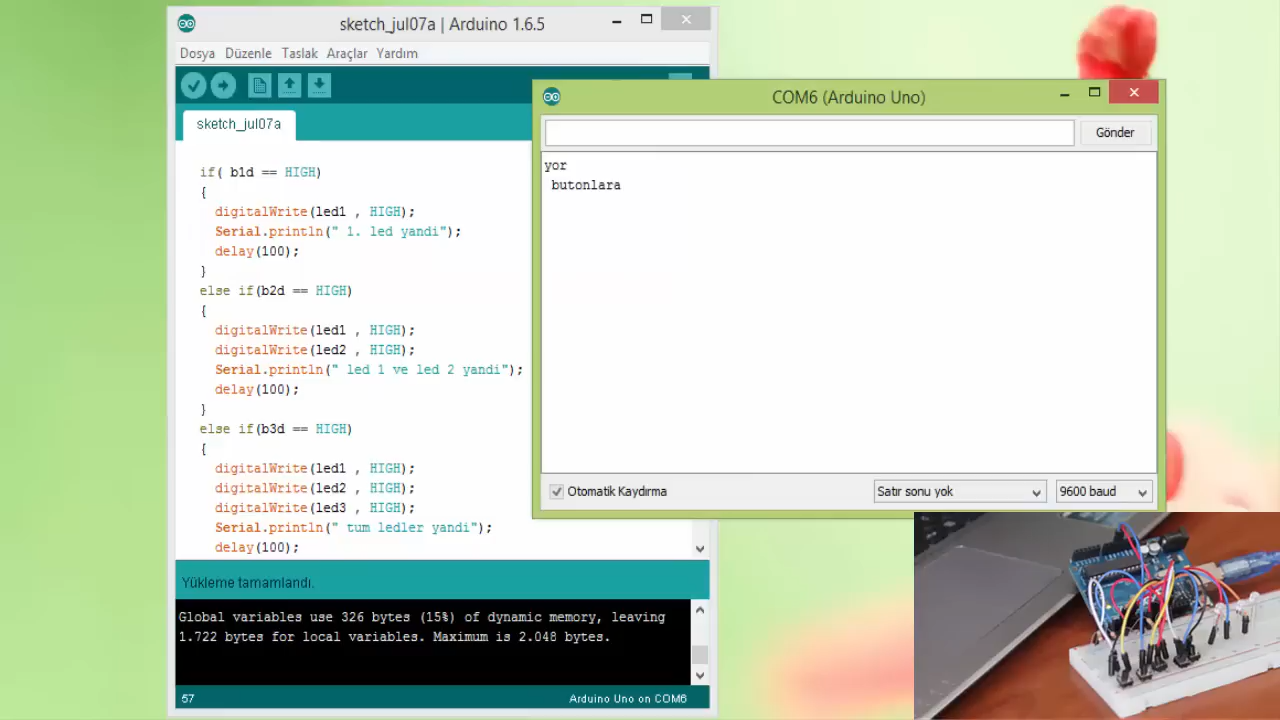 sketch_jul07a | Arduino 1.6.5
Dosya Düzenle Taslak Araçlar Yardım
sketch_jul07a
if( b1d == HIGH)
{
digitalWrite(led1 , HIGH);
Serial.println(" 1. led yandi");
delay(100);
}
else if(b2d == HIGH)
{
digitalWrite(led1 , HIGH);
digitalWrite(led2 , HIGH);
Serial.println(" led 1 ve led 2 yandi");
delay(100);
}
else if(b3d == HIGH)
{
digitalWrite(led1 , HIGH);
digitalWrite(led2 , HIGH);
digitalWrite(led3 , HIGH);
Serial.println(" tum ledler yandi");
delay(100);
Yükleme tamamlandı.
Global variables use 326 bytes (15%) of dynamic memory, leaving
1.722 bytes for local variables. Maximum is 2.048 bytes.
57 Arduino Uno on COM6
COM6 (Arduino Uno)
Gönder
yor
butonlara
Otomatik Kaydırma
Satır sonu yok
9600 baud